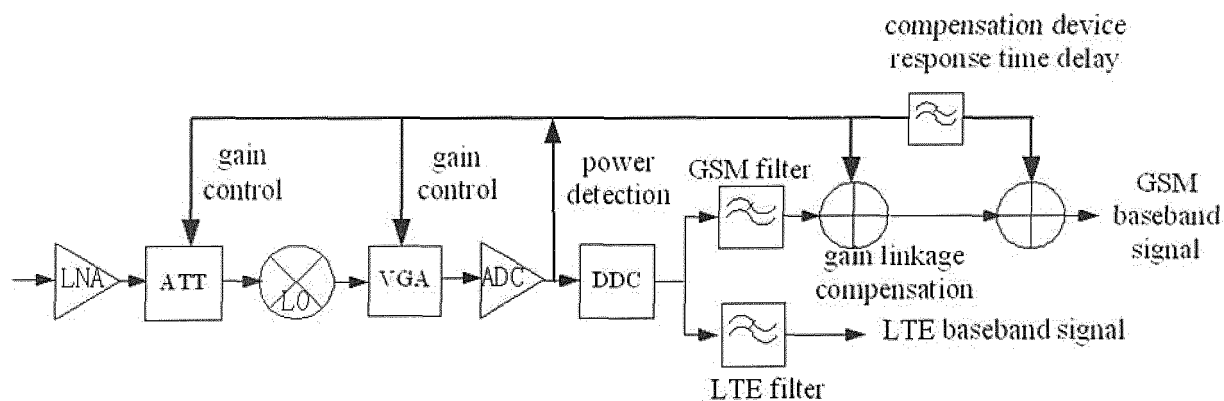 compensation device
response time delay
gain
control
gain
control
power
detection
GSM filter
GSM
baseband
signal
LNA
ATT
LO
VGA
ADC
DDC
gain linkage
compensation
LTE baseband signal
LTE filter